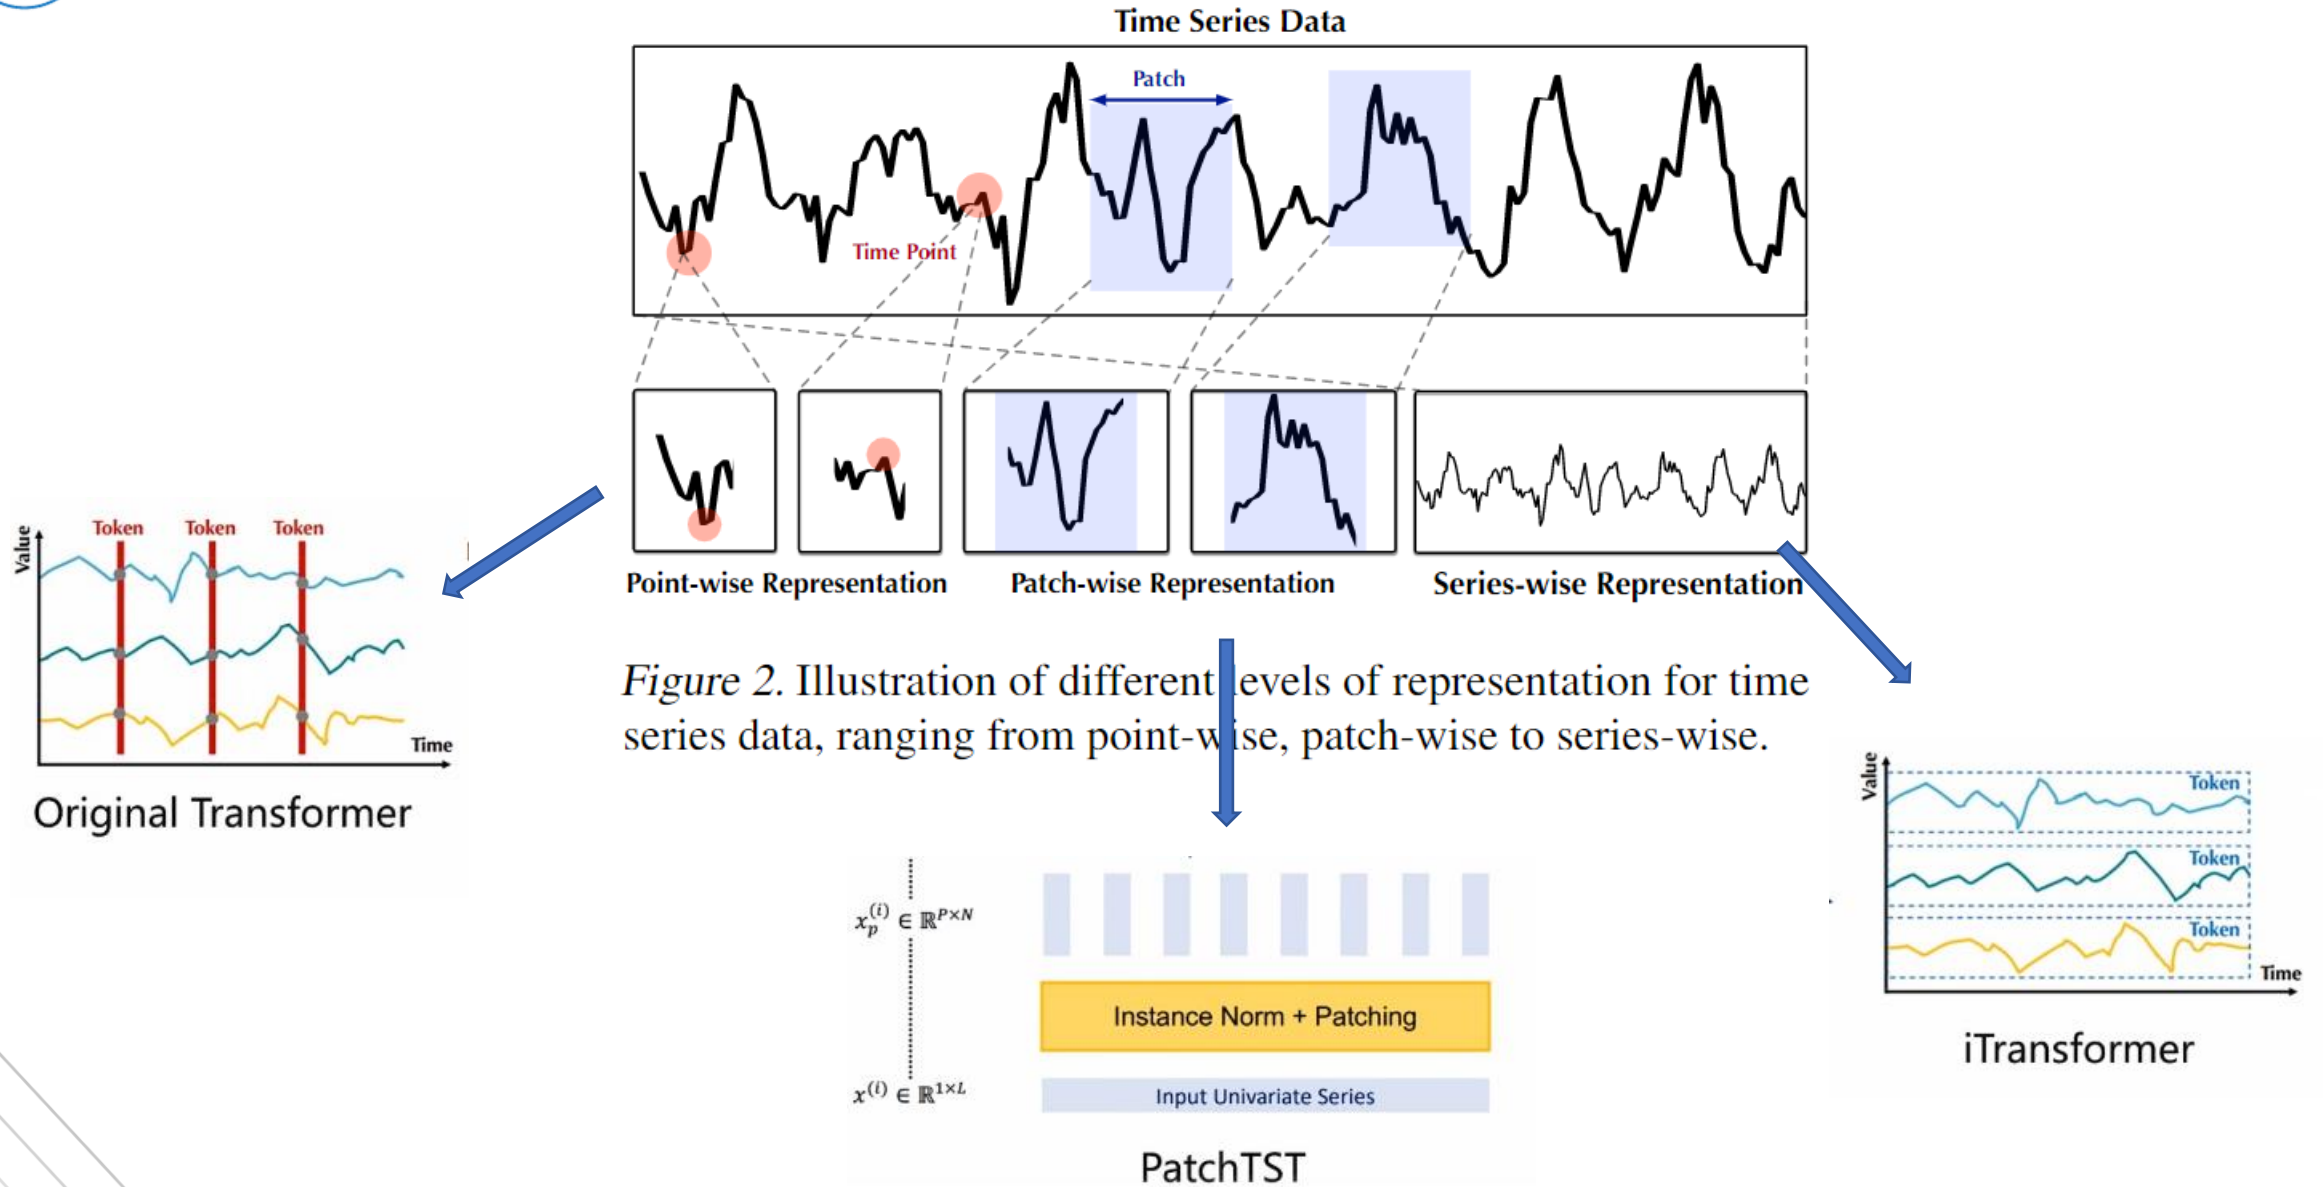 Time Series Data
Patch
Time Point
Point-wise Representation
Patch-wise Representation
Series-wise Representation
Figure 2. Illustration of different levels of representation for time
series data, ranging from point-wise, patch-wise to series-wise.
Value
Token Token Token
Time
Original Transformer
x_p^{(i)} ∈ ℝ^{P×N}
Instance Norm + Patching
x^{(i)} ∈ ℝ^{1×L}
Input Univariate Series
PatchTST
Value
Token
Token
Token
Time
iTransformer